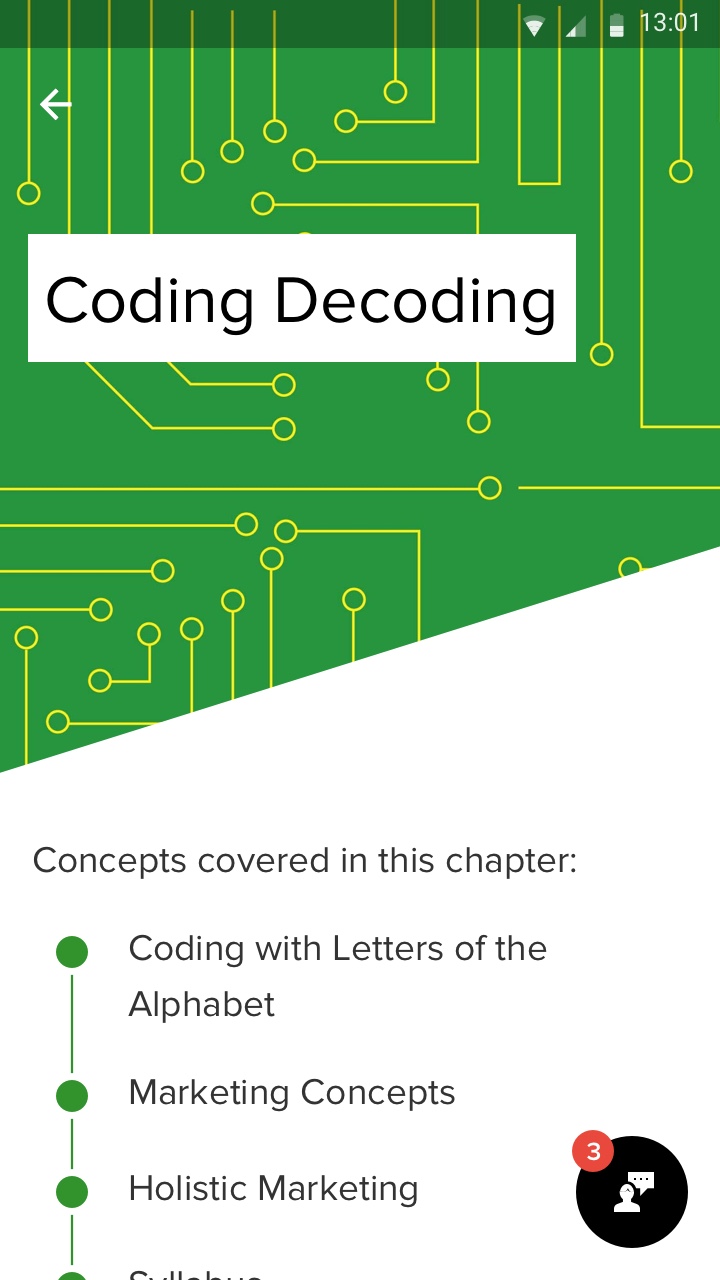 13:01
Coding Decoding
Concepts covered in this chapter:
Coding with Letters of the
Alphabet
Marketing Concepts
Holistic Marketing
3